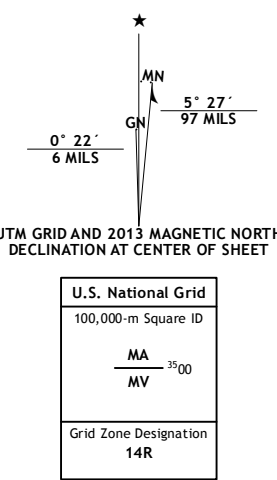 ★
MN
5° 27´
97 MILS
GN
0° 22´
6 MILS
UTM GRID AND 2013 MAGNETIC NORTH
DECLINATION AT CENTER OF SHEET
U.S. National Grid
100,000-m Square ID
MA
3500
MV
Grid Zone Designation
14R